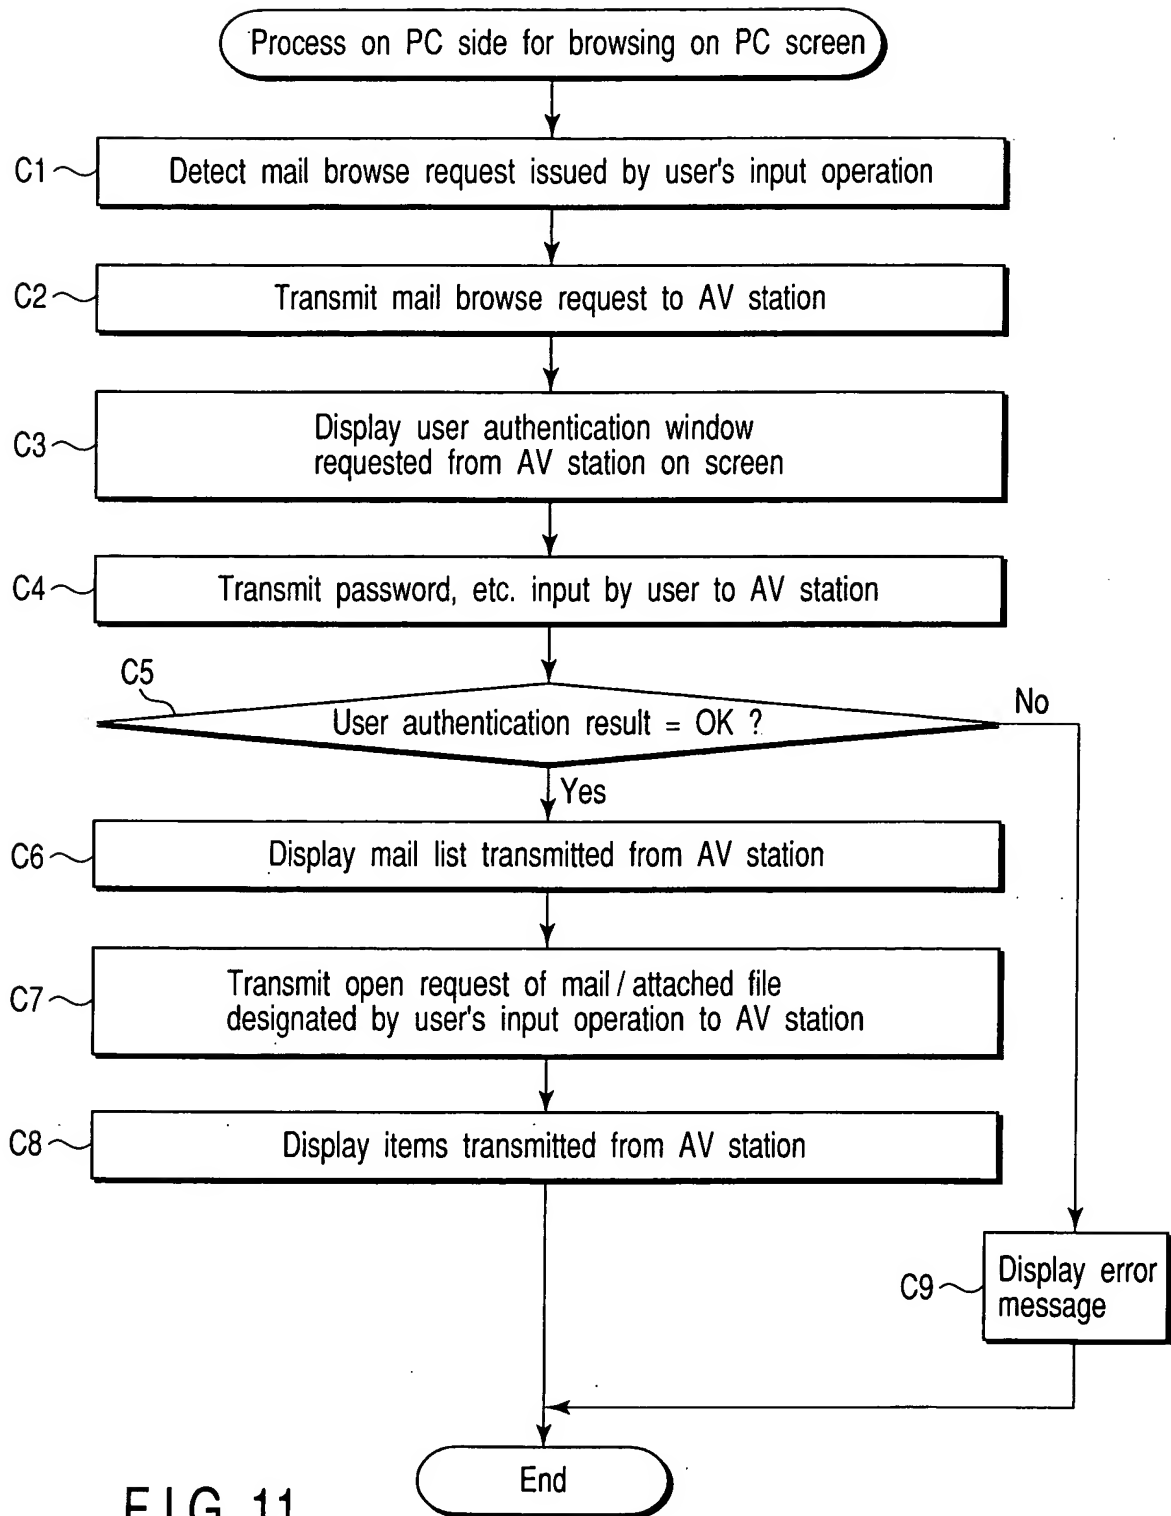 Process on PC side for browsing on PC screen
C1
Detect mail browse request issued by user's input operation
C2
Transmit mail browse request to AV station
C3
Display user authentication window
requested from AV station on screen
C4
Transmit password, etc. input by user to AV station
C5
User authentication result = OK ?
No
Yes
C6
Display mail list transmitted from AV station
C7
Transmit open request of mail / attached file
designated by user's input operation to AV station
C8
Display items transmitted from AV station
C9
Display error
message
End
FIG. 11